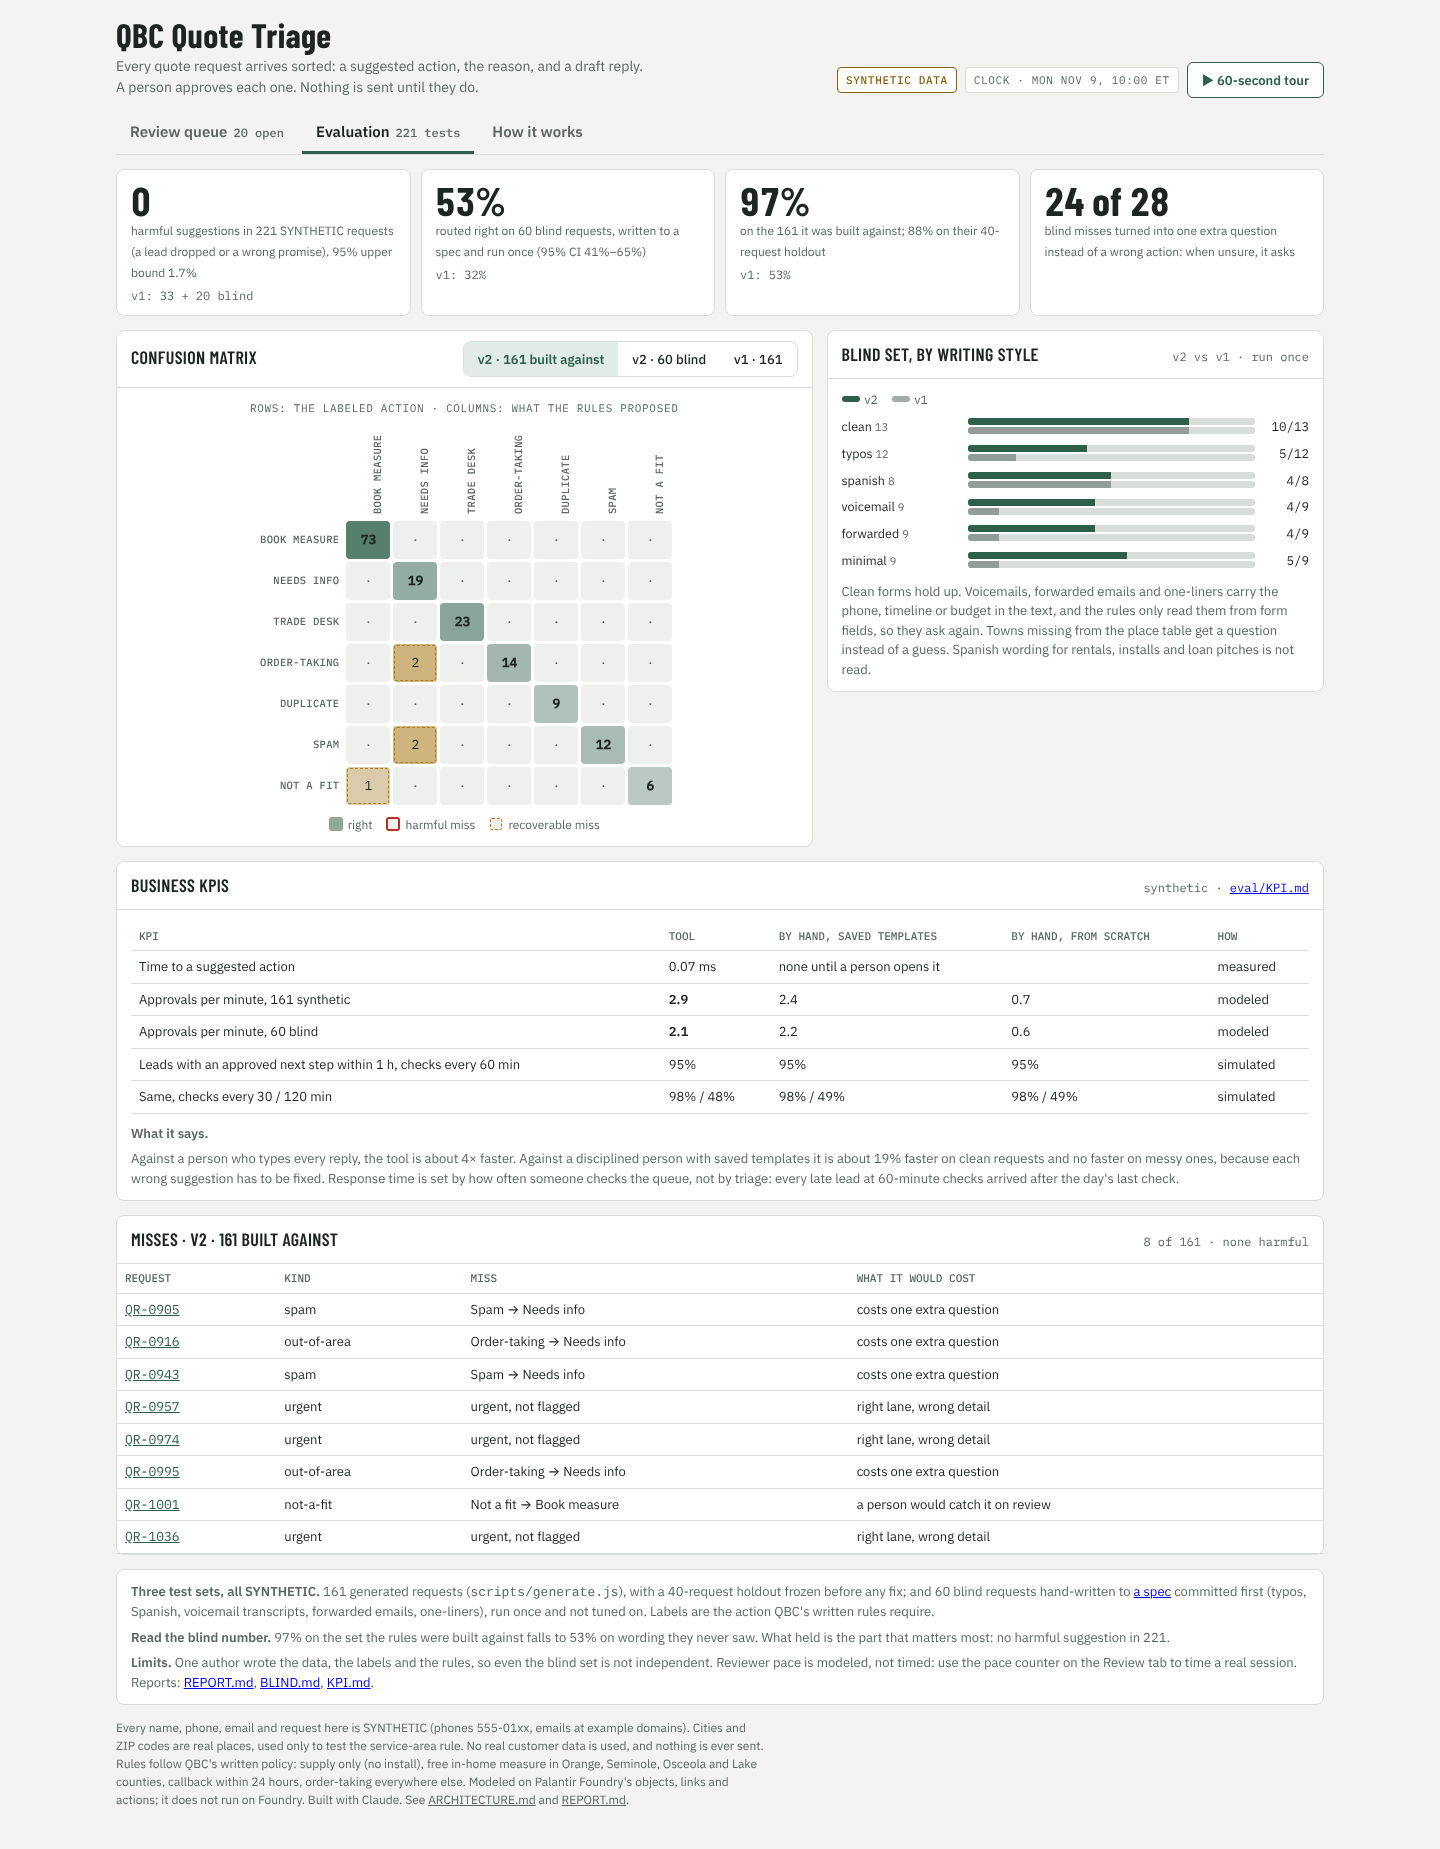 QBC Quote Triage
Every quote request arrives sorted: a suggested action, the reason, and a draft reply.
A person approves each one. Nothing is sent until they do.
SYNTHETIC DATA
CLOCK · MON NOV 9, 10:00 ET
▶ 60-second tour
Review queue 20 open
Evaluation 221 tests
How it works
0
harmful suggestions in 221 SYNTHETIC requests
(a lead dropped or a wrong promise). 95% upper
bound 1.7%
v1: 33 + 20 blind
53%
routed right on 60 blind requests, written to a
spec and run once (95% CI 41%–65%)
v1: 32%
97%
on the 161 it was built against; 88% on their 40-
request holdout
v1: 53%
24 of 28
blind misses turned into one extra question
instead of a wrong action: when unsure, it asks
CONFUSION MATRIX
v2 · 161 built against
v2 · 60 blind
v1 · 161
ROWS: THE LABELED ACTION · COLUMNS: WHAT THE RULES PROPOSED
BOOK MEASURE
NEEDS INFO
TRADE DESK
ORDER-TAKING
DUPLICATE
SPAM
NOT A FIT
BOOK MEASURE 73 · · · · · ·
NEEDS INFO · 19 · · · · ·
TRADE DESK · · 23 · · · ·
ORDER-TAKING · 2 · 14 · · ·
DUPLICATE · · · · 9 · ·
SPAM · 2 · · · 12 ·
NOT A FIT 1 · · · · · 6
right
harmful miss
recoverable miss
BLIND SET, BY WRITING STYLE
v2 vs v1 · run once
v2
v1
clean 13 10/13
typos 12 5/12
spanish 8 4/8
voicemail 9 4/9
forwarded 9 4/9
minimal 9 5/9
Clean forms hold up. Voicemails, forwarded emails and one-liners carry the
phone, timeline or budget in the text, and the rules only read them from form
fields, so they ask again. Towns missing from the place table get a question
instead of a guess. Spanish wording for rentals, installs and loan pitches is not
read.
BUSINESS KPIS
synthetic · eval/KPI.md
KPI TOOL BY HAND, SAVED TEMPLATES BY HAND, FROM SCRATCH HOW
Time to a suggested action 0.07 ms none until a person opens it measured
Approvals per minute, 161 synthetic 2.9 2.4 0.7 modeled
Approvals per minute, 60 blind 2.1 2.2 0.6 modeled
Leads with an approved next step within 1 h, checks every 60 min 95% 95% 95% simulated
Same, checks every 30 / 120 min 98% / 48% 98% / 49% 98% / 49% simulated
What it says.
Against a person who types every reply, the tool is about 4× faster. Against a disciplined person with saved templates it is about 19% faster on clean requests and no faster on messy ones, because each
wrong suggestion has to be fixed. Response time is set by how often someone checks the queue, not by triage: every late lead at 60-minute checks arrived after the day's last check.
MISSES · V2 · 161 BUILT AGAINST
8 of 161 · none harmful
REQUEST KIND MISS WHAT IT WOULD COST
QR-0905 spam Spam → Needs info costs one extra question
QR-0916 out-of-area Order-taking → Needs info costs one extra question
QR-0943 spam Spam → Needs info costs one extra question
QR-0957 urgent urgent, not flagged right lane, wrong detail
QR-0974 urgent urgent, not flagged right lane, wrong detail
QR-0995 out-of-area Order-taking → Needs info costs one extra question
QR-1001 not-a-fit Not a fit → Book measure a person would catch it on review
QR-1036 urgent urgent, not flagged right lane, wrong detail
Three test sets, all SYNTHETIC. 161 generated requests (scripts/generate.js), with a 40-request holdout frozen before any fix; and 60 blind requests hand-written to a spec committed first (typos,
Spanish, voicemail transcripts, forwarded emails, one-liners), run once and not tuned on. Labels are the action QBC's written rules require.
Read the blind number. 97% on the set the rules were built against falls to 53% on wording they never saw. What held is the part that matters most: no harmful suggestion in 221.
Limits. One author wrote the data, the labels and the rules, so even the blind set is not independent. Reviewer pace is modeled, not timed: use the pace counter on the Review tab to time a real session.
Reports: REPORT.md, BLIND.md, KPI.md.
Every name, phone, email and request here is SYNTHETIC (phones 555-01xx, emails at example domains). Cities and
ZIP codes are real places, used only to test the service-area rule. No real customer data is used, and nothing is ever sent.
Rules follow QBC's written policy: supply only (no install), free in-home measure in Orange, Seminole, Osceola and Lake
counties, callback within 24 hours, order-taking everywhere else. Modeled on Palantir Foundry's objects, links and
actions; it does not run on Foundry. Built with Claude. See ARCHITECTURE.md and REPORT.md.